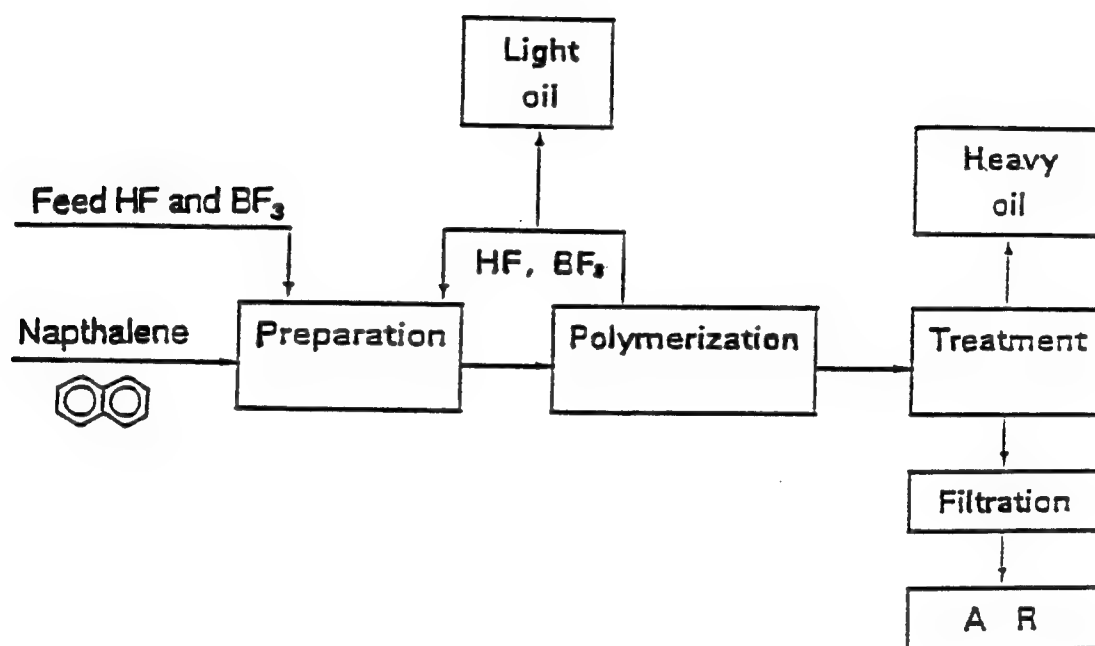 Light
oil
Heavy
oil
Feed HF and BF₃
HF, BF₃
Napthalene
Preparation
Polymerization
Treatment
Filtration
A R